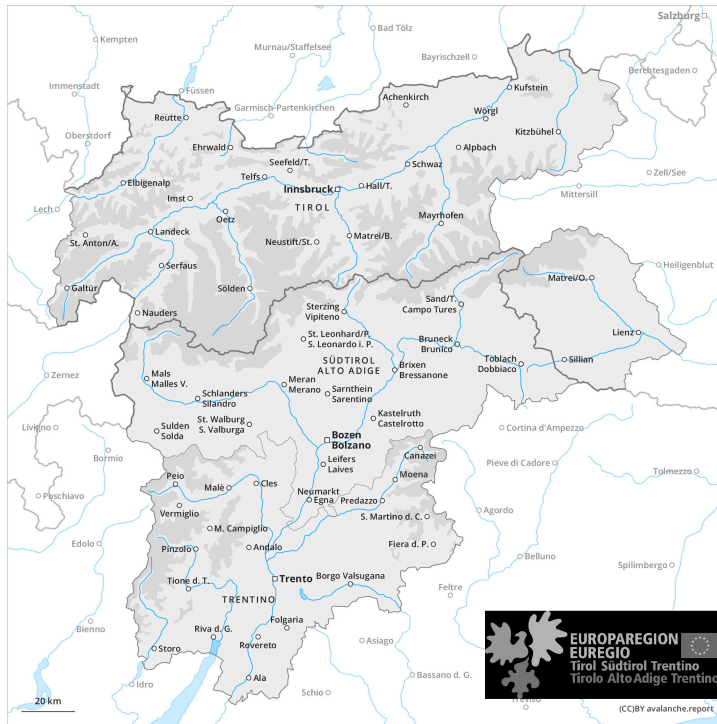 Salzburg
Kempten
Bad Tölz
Murnau/Staffelsee
Bayrischzell
Berchtesgaden
Immenstadt
Füssen
Achenkirch
Kufstein
Garmisch-Partenkirchen
Reutte
Wörgl
Oberstdorf
Kitzbühel
Ehrwald
Alpbach
Seefeld/T.
Schwaz
Telfs
Zell/See
Elbigenalp
Innsbruck
Hall/T.
Mittersill
Imst
TIROL
Lech
Oetz
Mayrhofen
Landeck
Matrei/B.
St. Anton/A.
Neustift/St.
Serfaus
Heiligenblut
Matrei/O.
Galtür
Sölden
Sand/T.
Campo Tures
Nauders
Sterzing
Vipiteno
Lienz
St. Leonhard/P.
S. Leonardo i. P.
Bruneck
Brunico
SÜDTIROL
ALTO ADIGE
Toblach
Dobbiaco
Sillian
Brixen
Bressanone
Zernez
Mals
Malles V.
Meran
Merano
Sarnthein
Sarentino
Schlanders
Silandro
St. Walburg
S. Valburga
Kastelruth
Castelrotto
Livigno
Sulden
Solda
Cortina d'Ampezzo
Bozen
Bolzano
Bormio
Canazei
Leifers
Laives
Pieve di Cadore
Tolmezzo
Peio
Moena
Malè
Cles
Poschiavo
Neumarkt
Egna
Predazzo
Vermiglio
Agordo
S. Martino d. C.
M. Campiglio
Edolo
Pinzolo
Andalo
Fiera d. P.
Belluno
Spilimbergo
Tione d. T.
Trento
Borgo Valsugana
Feltre
TRENTINO
Bienno
Riva d. G.
Folgaria
Storo
Rovereto
Asiago
Idro
Ala
Bassano d. G.
Schio
Treviso
EUROPAREGION
EUREGIO
Tirol Südtirol Trentino
Tirolo Alto Adige Trentino
20 km
(CC)BY avalanche.report